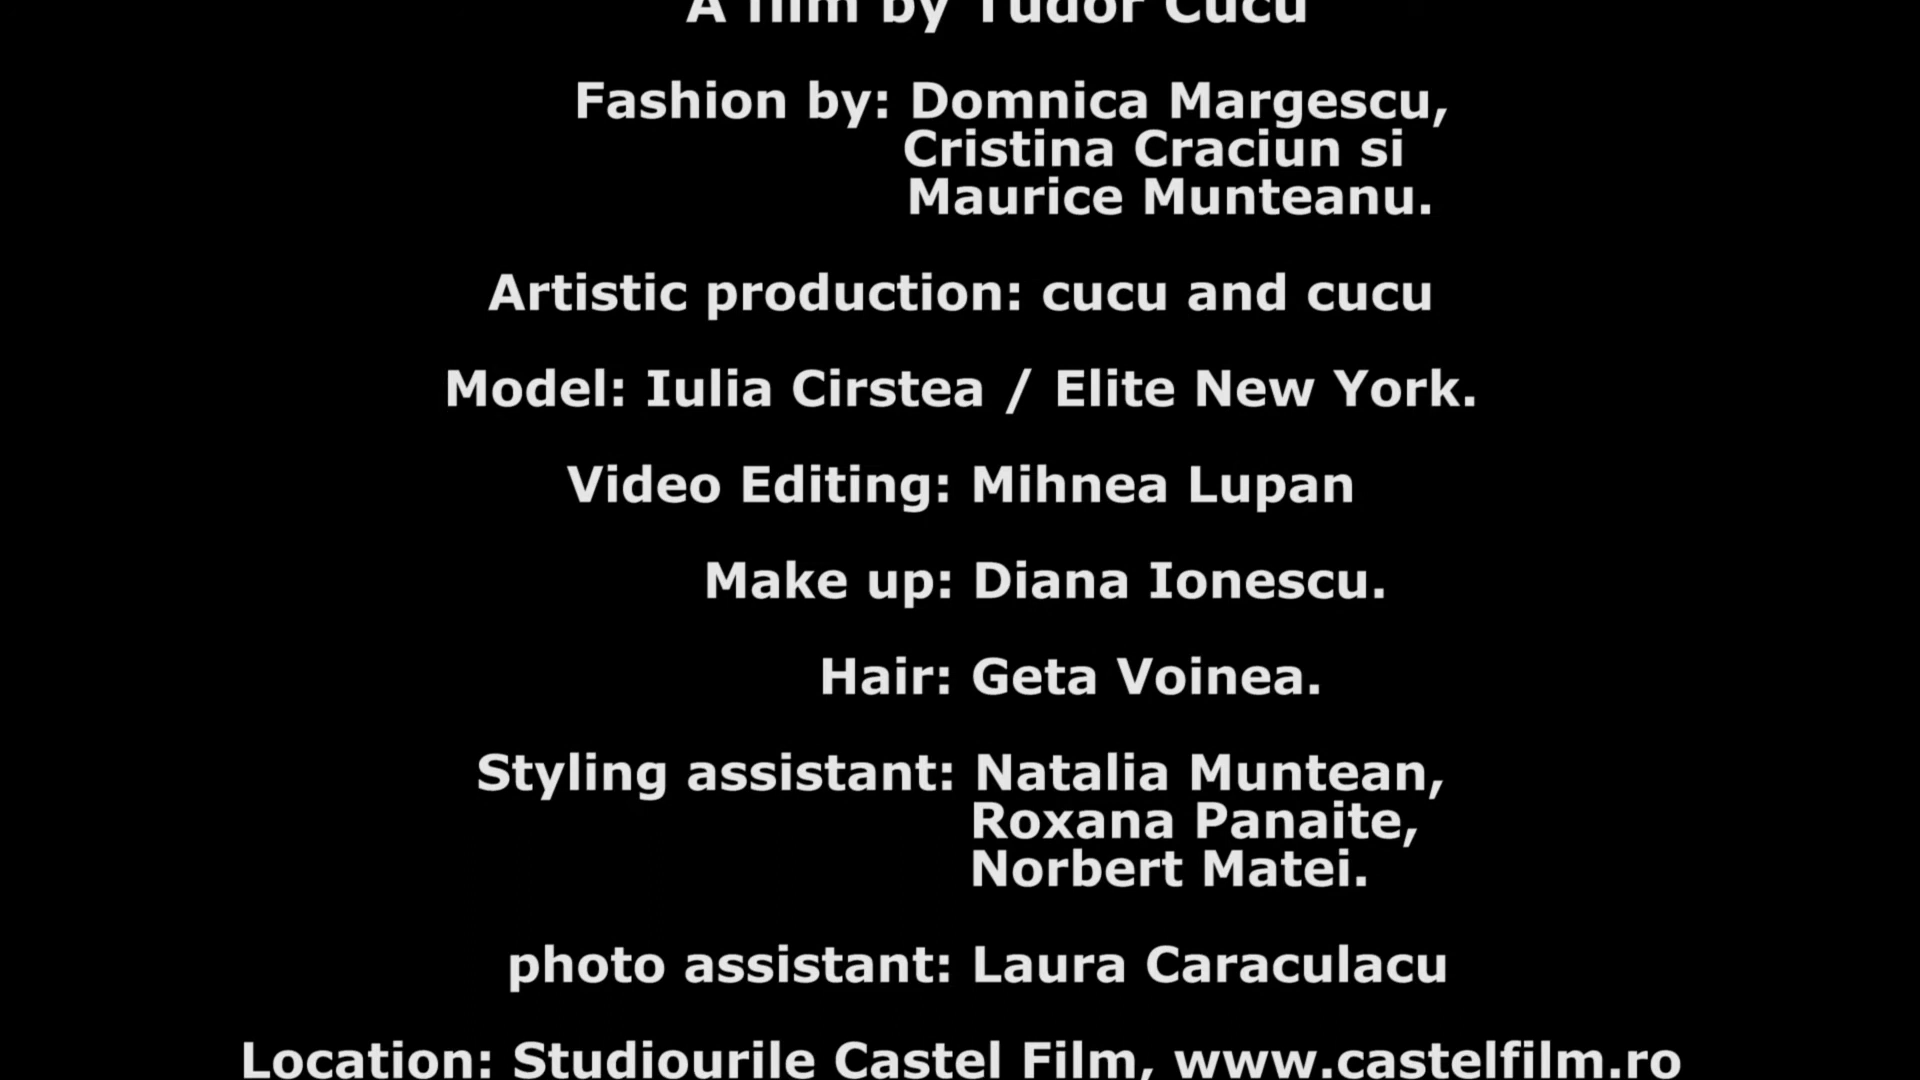 A film by Tudor Cucu
Fashion by: Domnica Margescu,
Cristina Craciun si
Maurice Munteanu.
Artistic production: cucu and cucu
Model: Iulia Cirstea / Elite New York.
Video Editing: Mihnea Lupan
Make up: Diana Ionescu.
Hair: Geta Voinea.
Styling assistant: Natalia Muntean,
Roxana Panaite,
Norbert Matei.
photo assistant: Laura Caraculacu
Location: Studiourile Castel Film, www.castelfilm.ro